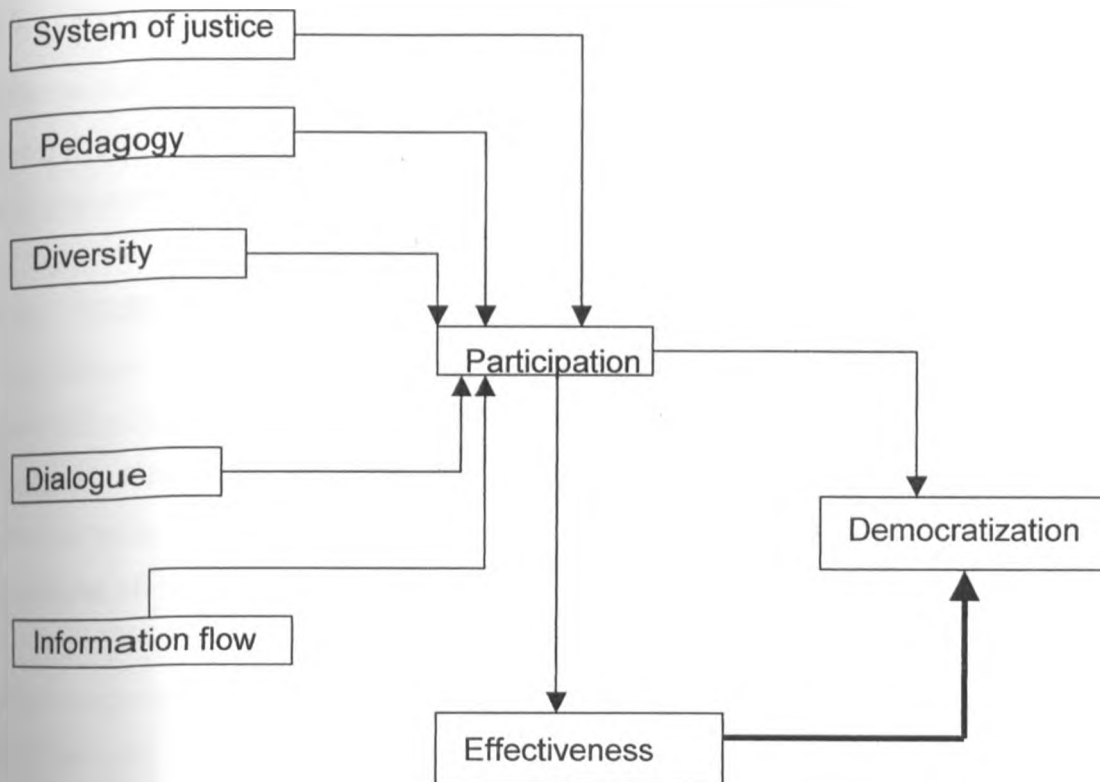 System of justice
Pedagogy
Diversity
Participation
Dialogue
Democratization
Information flow
Effectiveness